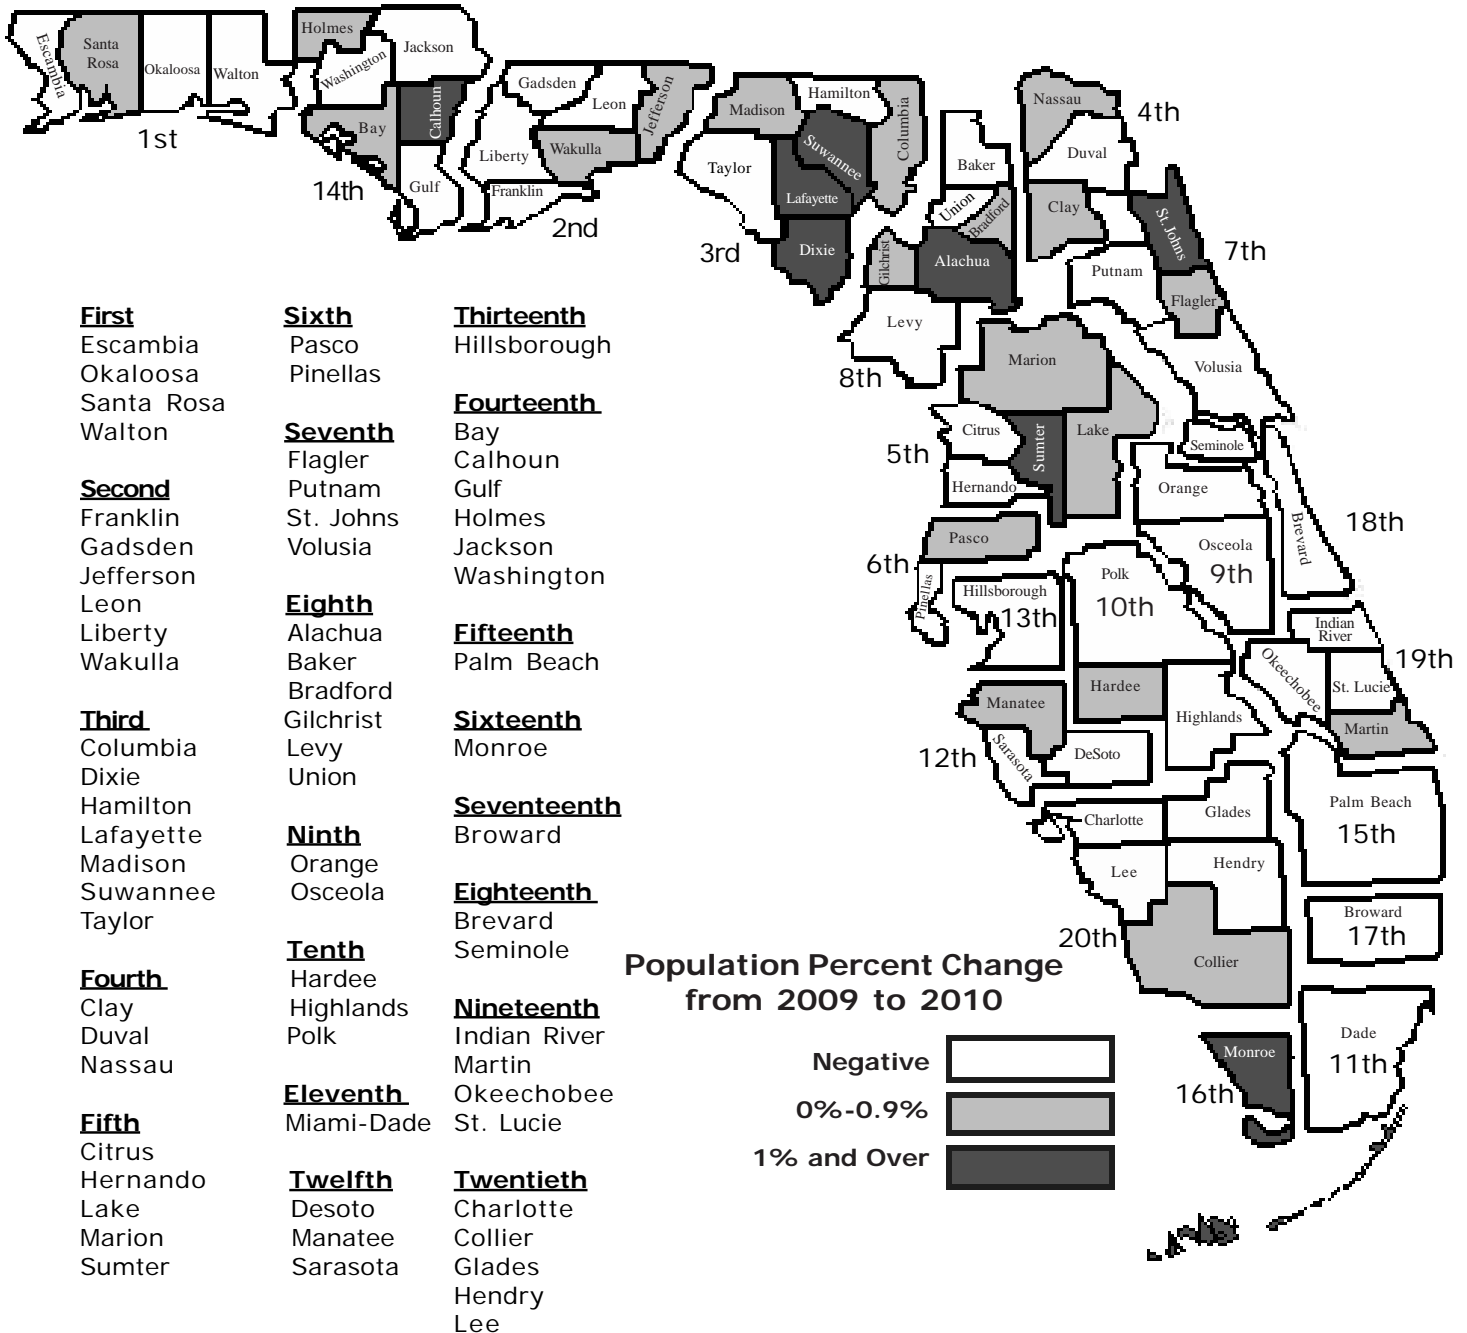 Escambia
Santa
Rosa
Okaloosa
Walton
1st
Holmes
Washington
Jackson
Bay
Calhoun
Gulf
14th
Gadsden
Leon
Jefferson
Liberty
Wakulla
Franklin
2nd
Madison
Hamilton
Columbia
Suwannee
Taylor
Lafayette
Dixie
3rd
Nassau
4th
Duval
Clay
Baker
Union
Bradford
Gilchrist
Alachua
Levy
8th
St. Johns
7th
Putnam
Flagler
Volusia
Marion
Citrus
Sumter
Lake
5th
Hernando
Seminole
Orange
Brevard
18th
Osceola
9th
Pasco
6th
Pinellas
Hillsborough
13th
Polk
10th
Indian
River
19th
Okeechobee
St. Lucie
Martin
Hardee
Highlands
Manatee
Sarasota
DeSoto
12th
Palm Beach
15th
Charlotte
Glades
Lee
Hendry
Collier
20th
Broward
17th
Dade
11th
Monroe
16th
First
Escambia
Okaloosa
Santa Rosa
Walton
Second
Franklin
Gadsden
Jefferson
Leon
Liberty
Wakulla
Third
Columbia
Dixie
Hamilton
Lafayette
Madison
Suwannee
Taylor
Fourth
Clay
Duval
Nassau
Fifth
Citrus
Hernando
Lake
Marion
Sumter
Sixth
Pasco
Pinellas
Seventh
Flagler
Putnam
St. Johns
Volusia
Eighth
Alachua
Baker
Bradford
Gilchrist
Levy
Union
Ninth
Orange
Osceola
Tenth
Hardee
Highlands
Polk
Eleventh
Miami-Dade
Twelfth
Desoto
Manatee
Sarasota
Thirteenth
Hillsborough
Fourteenth
Bay
Calhoun
Gulf
Holmes
Jackson
Washington
Fifteenth
Palm Beach
Sixteenth
Monroe
Seventeenth
Broward
Eighteenth
Brevard
Seminole
Nineteenth
Indian River
Martin
Okeechobee
St. Lucie
Twentieth
Charlotte
Collier
Glades
Hendry
Lee
Population Percent Change
from 2009 to 2010
Negative
0%-0.9%
1% and Over